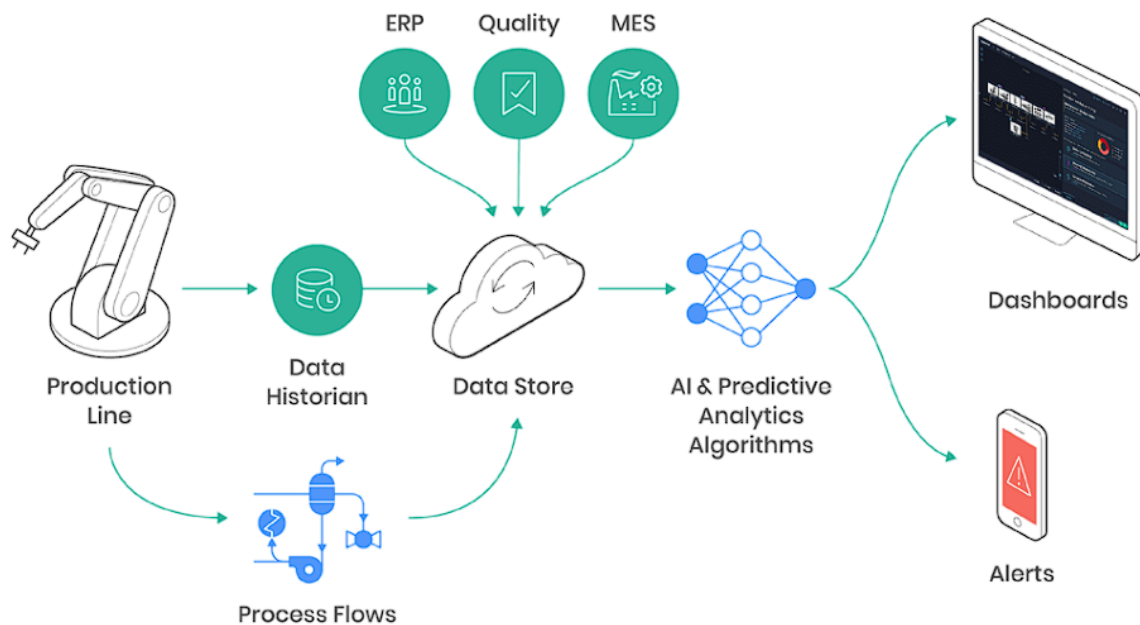 ERP
Quality
MES
Production
Line
Data
Historian
Data Store
AI & Predictive
Analytics
Algorithms
Dashboards
Process Flows
Alerts